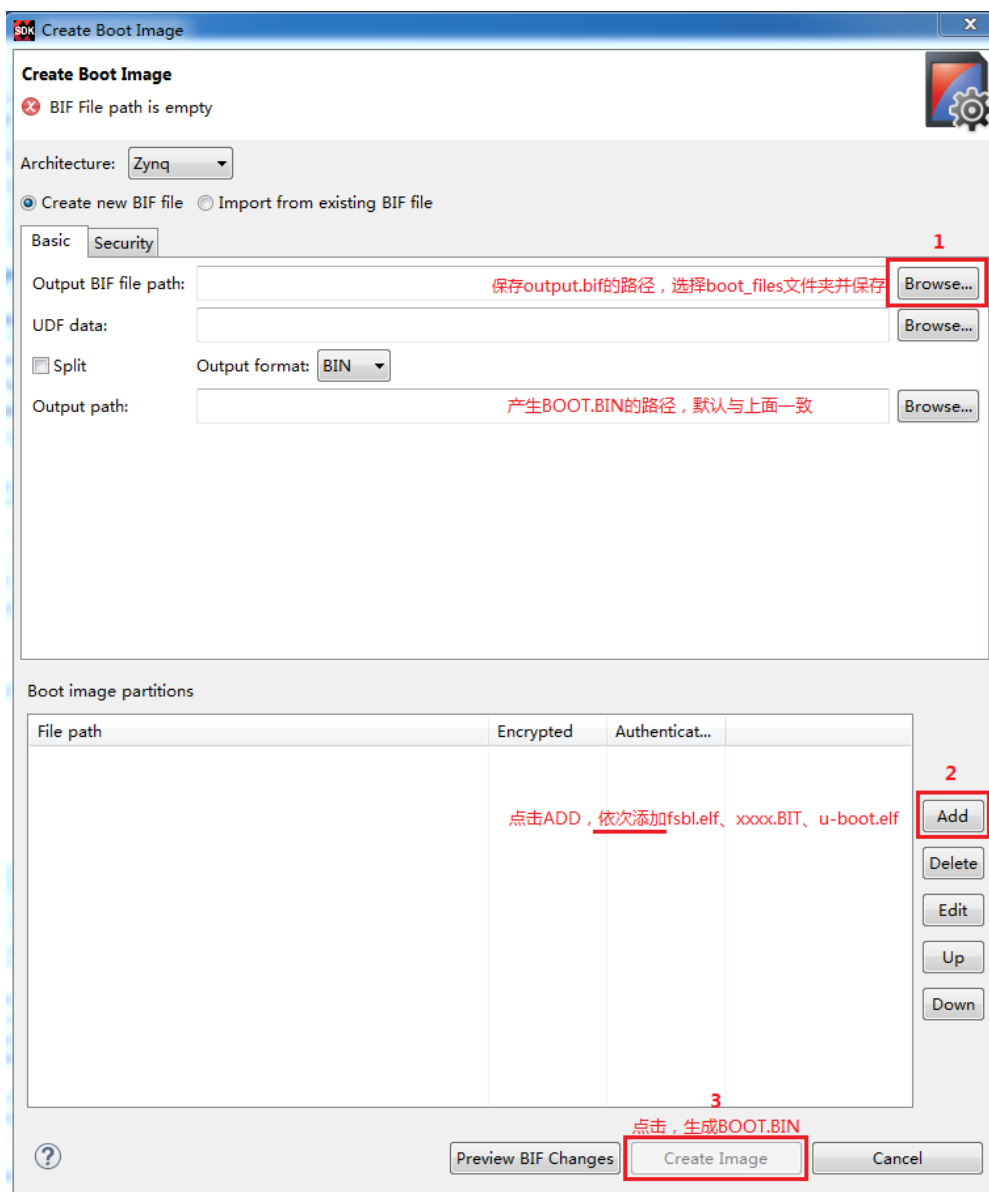 SDK Create Boot Image
x
Create Boot Image
BIF File path is empty
Architecture: Zynq
Create new BIF file Import from existing BIF file
Basic Security
1
Output BIF file path: 保存output.bif的路径，选择boot_files文件夹并保存 Browse...
UDF data: Browse...
Split Output format: BIN
Output path: 产生BOOT.BIN的路径，默认与上面一致 Browse...
Boot image partitions
File path Encrypted Authenticat...
2
点击ADD，依次添加fsbl.elf、xxxx.BIT、u-boot.elf Add
Delete
Edit
Up
Down
3
点击，生成BOOT.BIN
? Preview BIF Changes Create Image Cancel